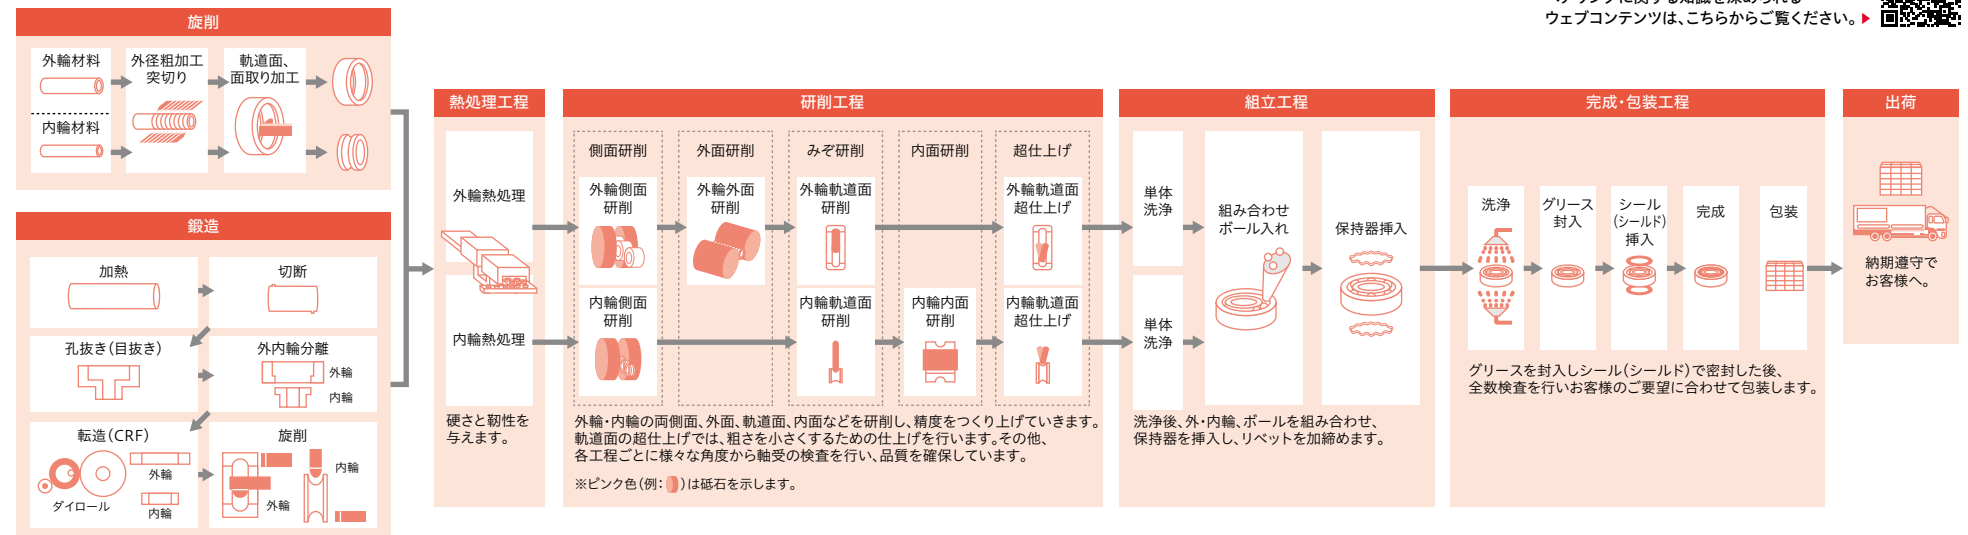 ウェブコンテンツは、こちらからご覧ください。
旋削
外輪材料
内輪材料
外径粗加工
突切り
軌道面、
面取り加工
鍛造
加熱
切断
孔抜き（目抜き）
外内輪分離
外輪
内輪
転造（CRF）
外輪
内輪
ダイロール
旋削
内輪
外輪
熱処理工程
外輪熱処理
内輪熱処理
硬さと靭性を
与えます。
研削工程
側面研削
外輪側面
研削
内輪側面
研削
外面研削
外輪外面
研削
みぞ研削
外輪軌道面
研削
内輪軌道面
研削
内面研削
内輪内面
研削
超仕上げ
外輪軌道面
超仕上げ
内輪軌道面
超仕上げ
外輪・内輪の両側面、外面、軌道面、内面などを研削し、精度をつくり上げていきます。
軌道面の超仕上げでは、粗さを小さくするための仕上げを行います。その他、
各工程ごとに様々な角度から軸受の検査を行い、品質を確保しています。
※ピンク色（例：）は砥石を示します。
組立工程
単体
洗浄
単体
洗浄
組み合わせ
ボール入れ
保持器挿入
洗浄後、外・内輪、ボールを組み合わせ、
保持器を挿入し、リベットを加締めます。
完成・包装工程
洗浄
グリース
封入
シール
（シールド）
挿入
完成
包装
グリースを封入しシール（シールド）で密封した後、
全数検査を行いお客様のご要望に合わせて包装します。
出荷
納期遵守で
お客様へ。